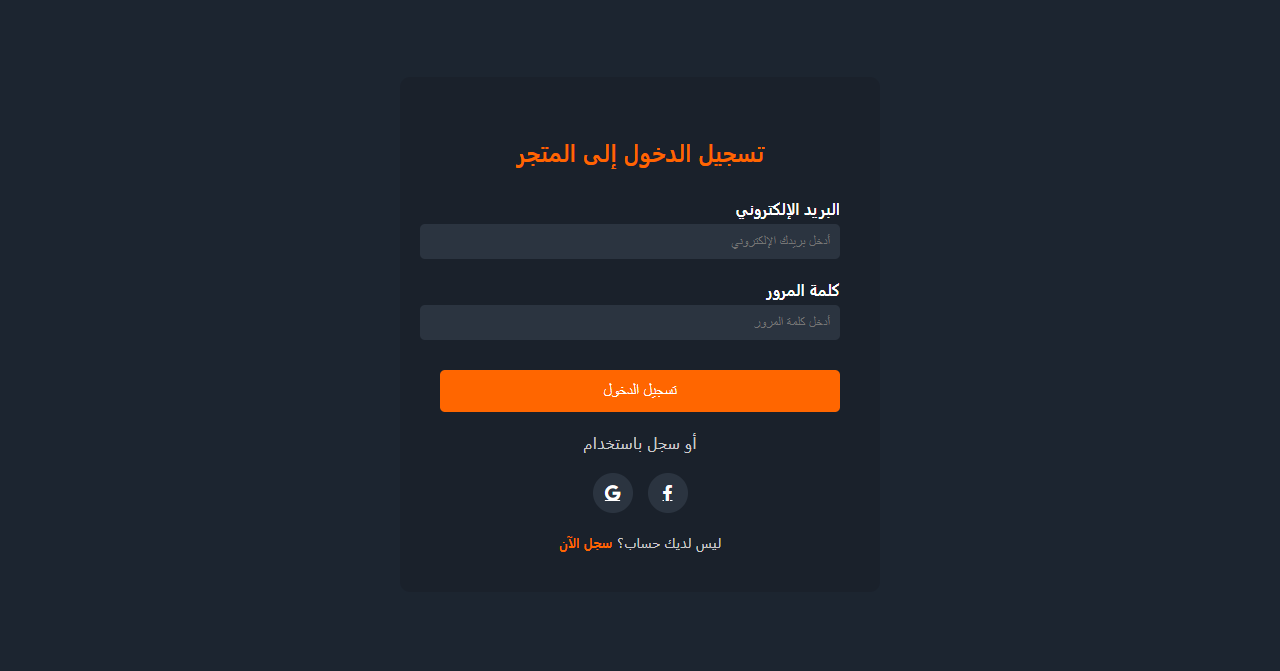 تسجيل الدخول إلى المتجر
البريد الإلكتروني
أدخل بريدك الإلكتروني
كلمة المرور
أدخل كلمة المرور
تسجيل الدخول
أو سجل باستخدام
ليس لديك حساب؟ سجل الآن